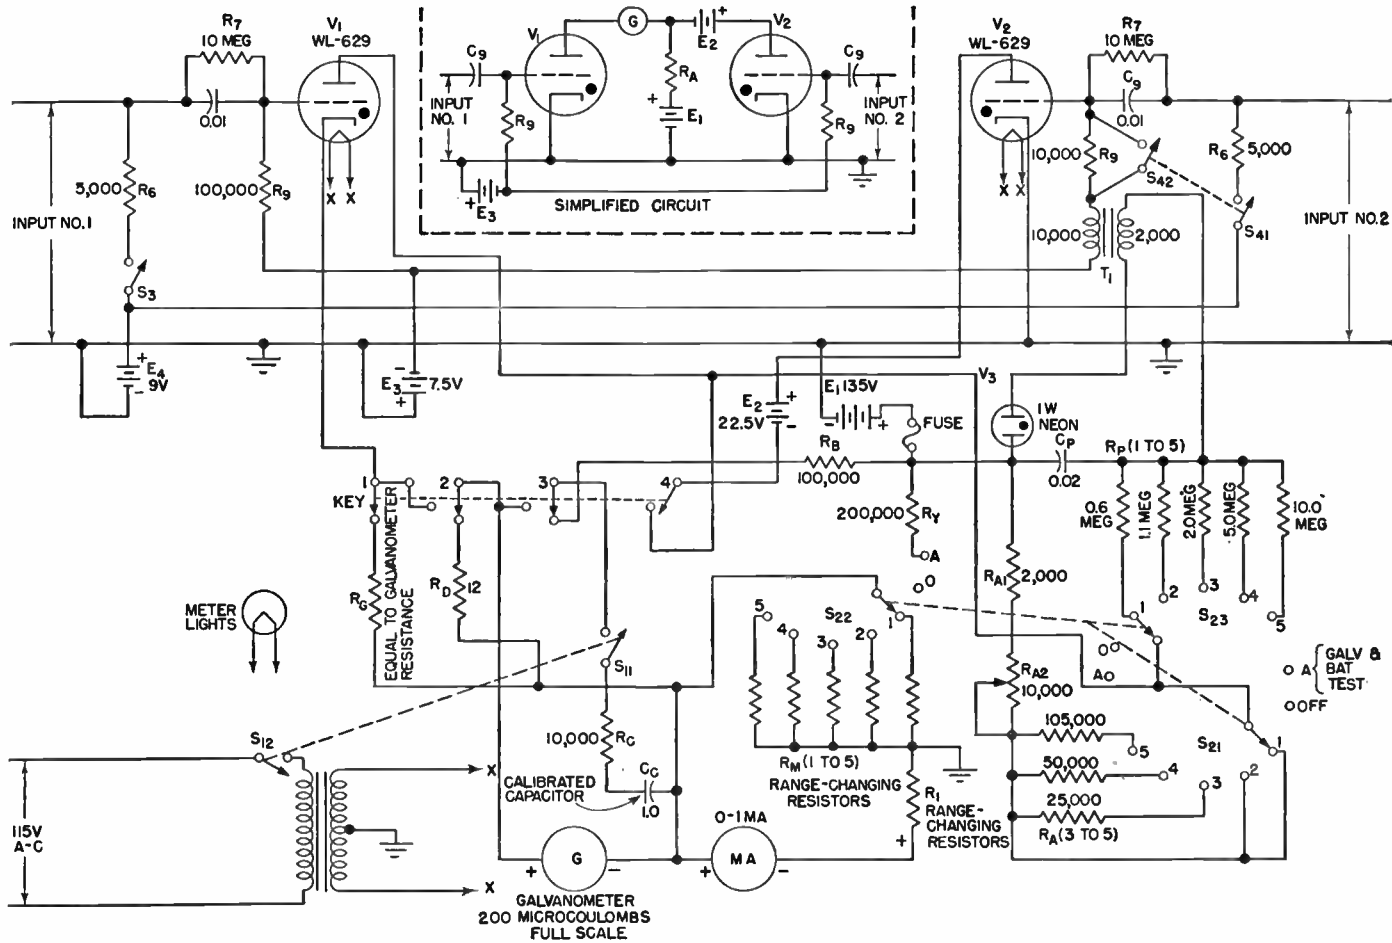 R7
10 MEG
V1
WL-629
0.01
5,000
R6
100,000
R9
X X
INPUT NO.1
S3
E4
9V
V1
G
E2
V2
C9
C9
RA
E1
INPUT
NO. 1
INPUT
NO. 2
R9
R9
E3
SIMPLIFIED CIRCUIT
V2
WL-629
R7
10 MEG
C9
0.01
X X
10,000
R9
S42
R6
5,000
10,000
2,000
T1
S41
INPUT NO.2
E3
7.5V
E2
22.5V
E1 135V
FUSE
V3
1W
NEON
CP
0.02
RP (1 TO 5)
RB
100,000
200,000
RY
A
O
KEY
1
2
3
4
RG
EQUAL TO GALVANOMETER
RESISTANCE
RD
12
S11
METER
LIGHTS
0.6
MEG
1.1 MEG
2.0 MEG
5.0 MEG
10.0
MEG
RA1
2,000
1
2
3
4
5
S23
O
A
A
GALV &
BAT
TEST
OFF
5
4
3
2
1
S22
RM (1 TO 5)
RANGE-CHANGING
RESISTORS
RA2
10,000
105,000
50,000
25,000
RA (3 TO 5)
5
4
3
2
1
S21
R1
RANGE-
CHANGING
RESISTORS
S12
115V
A-C
X
X
10,000
RC
CALIBRATED
CAPACITOR
CC
1.0
G
GALVANOMETER
200 MICROCOULOMBS
FULL SCALE
0-1MA
MA